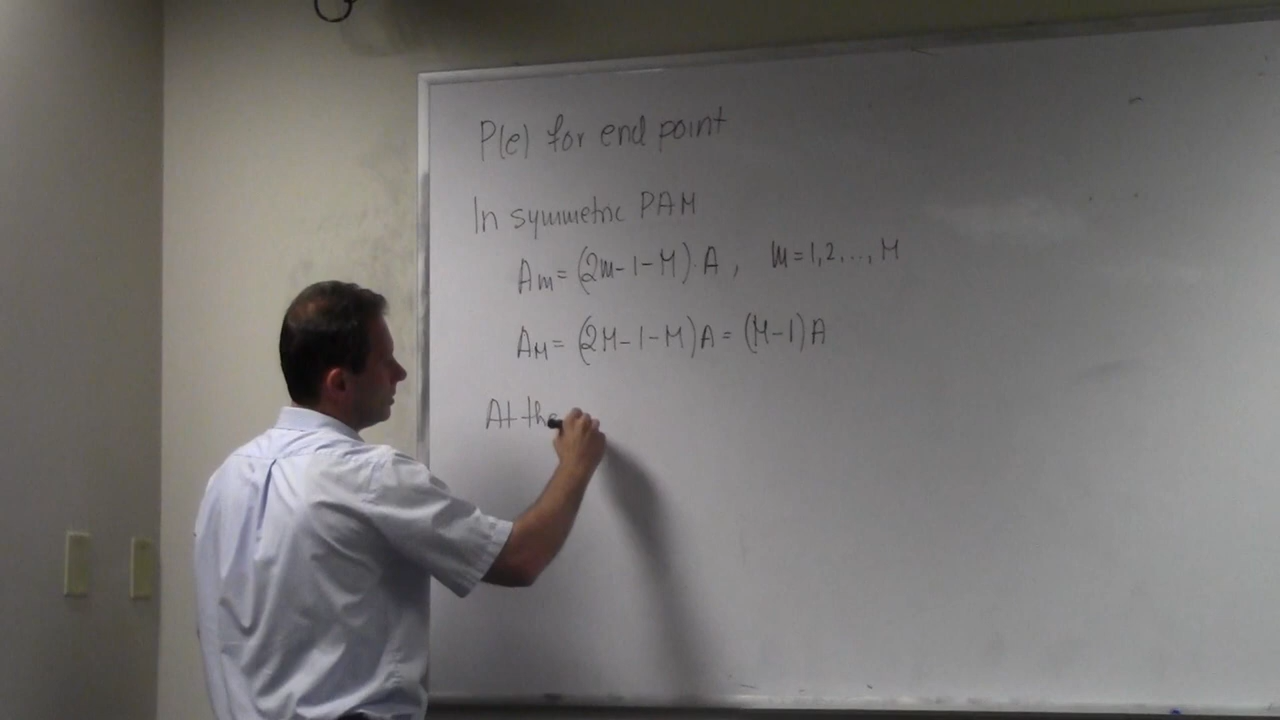 P(e) for end point
In symmetric PAM
Am = (2m-1-M)·A, m=1,2,..., M
AM = (2M-1-M)A = (M-1)A
At the